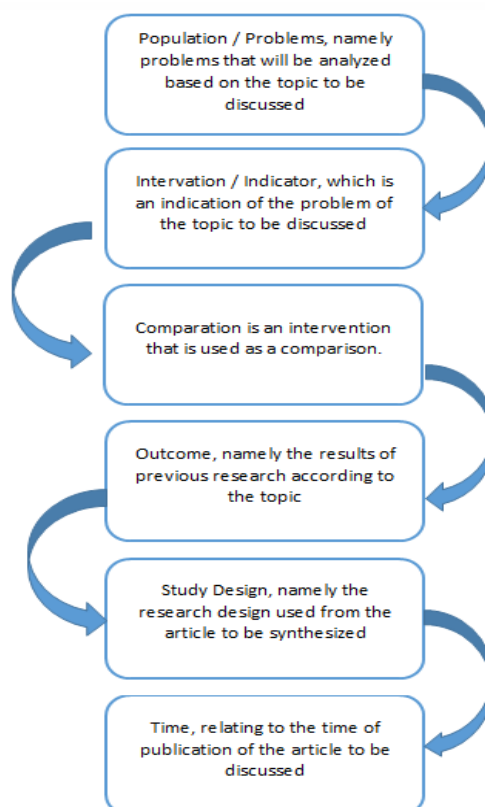 Population / Problems, namely
problems that will be analyzed
based on the topic to be
discussed
Intervation / Indicator, which is
an indication of the problem of
the topic to be discussed
Comparation is an intervention
that is used as a comparison.
Outcome, namely the results of
previous research according to
the topic
Study Design, namely the
research design used from the
article to be synthesized
Time, relating to the time of
publication of the article to be
discussed